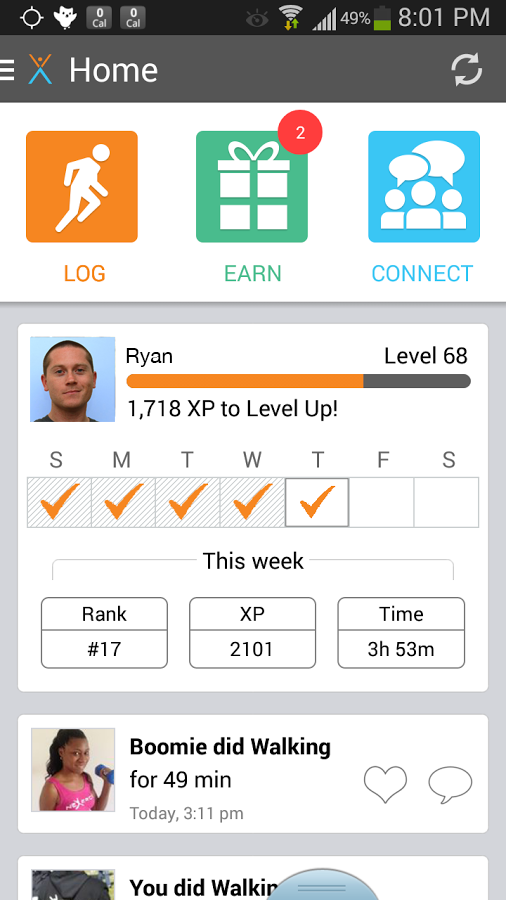 0
Cal
0
Cal
49%
8:01 PM
Home
2
LOG
EARN
CONNECT
Ryan
Level 68
1,718 XP to Level Up!
S M T W T F S
This week
Rank
XP
Time
#17
2101
3h 53m
Boomie did Walking
for 49 min
Today, 3:11 pm
You did